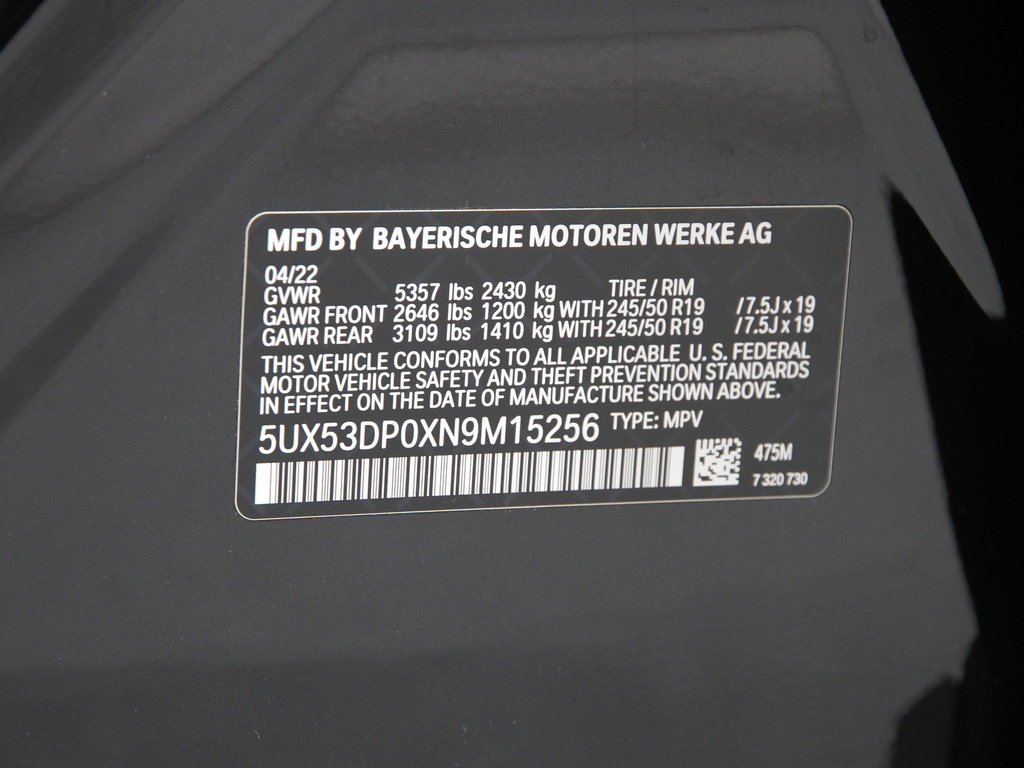 MFD BY BAYERISCHE MOTOREN WERKE AG
04/22
GVWR 5357 lbs 2430 kg TIRE / RIM
GAWR FRONT 2646 lbs 1200 kg WITH 245/50 R19 /7.5J x 19
GAWR REAR 3109 lbs 1410 kg WITH 245/50 R19 /7.5J x 19
THIS VEHICLE CONFORMS TO ALL APPLICABLE U. S. FEDERAL
MOTOR VEHICLE SAFETY AND THEFT PREVENTION STANDARDS
IN EFFECT ON THE DATE OF MANUFACTURE SHOWN ABOVE.
5UX53DP0XN9M15256 TYPE: MPV
475M
7 320 730